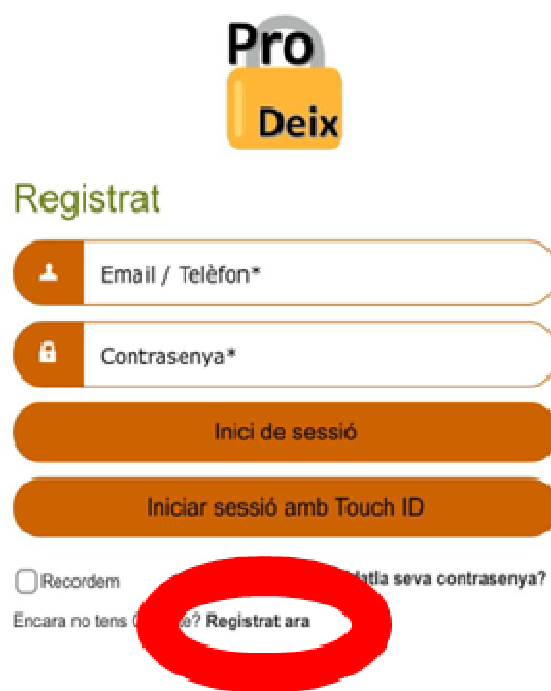 Pro
Deix
Registrat
Email / Telèfon*
Contrasenya*
Inici de sessió
Iniciar sessió amb Touch ID
Recordem seva contrasenya?
Encara no tens Registrat ara